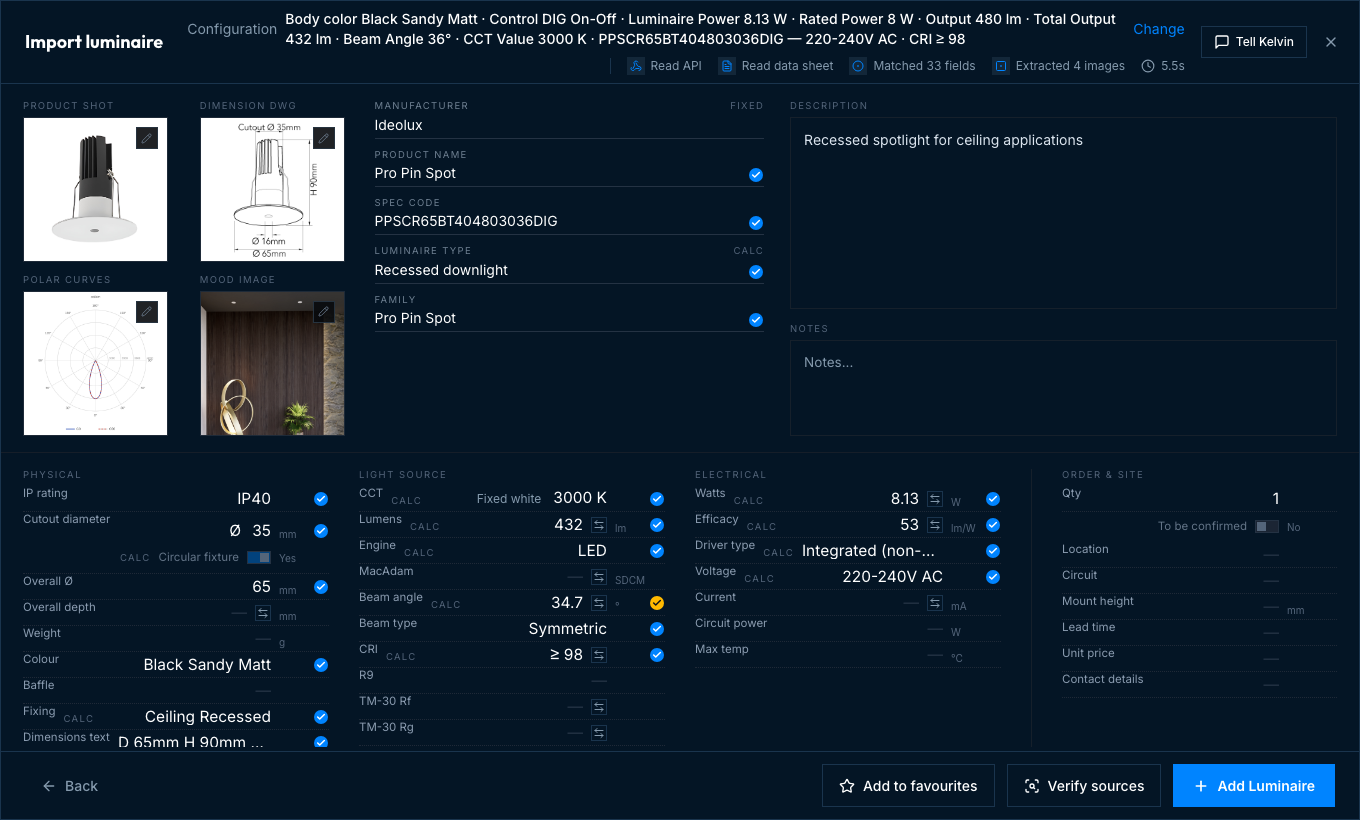 Import luminaire
Configuration
Body color Black Sandy Matt · Control DIG On-Off · Luminaire Power 8.13 W · Rated Power 8 W · Output 480 lm · Total Output
432 lm · Beam Angle 36° · CCT Value 3000 K · PPSCR65BT404803036DIG — 220-240V AC · CRI ≥ 98
Change
Tell Kelvin
Read API
Read data sheet
Matched 33 fields
Extracted 4 images
5.5s
PRODUCT SHOT
DIMENSION DWG
Cutout Ø 35mm
H 90mm
Ø 16mm
Ø 65mm
POLAR CURVES
MOOD IMAGE
MANUFACTURER FIXED
Ideolux
PRODUCT NAME
Pro Pin Spot
SPEC CODE
PPSCR65BT404803036DIG
LUMINAIRE TYPE CALC
Recessed downlight
FAMILY
Pro Pin Spot
DESCRIPTION
Recessed spotlight for ceiling applications
NOTES
Notes...
PHYSICAL
IP rating IP40
Cutout diameter Ø 35 mm
CALC Circular fixture Yes
Overall Ø 65 mm
Overall depth — mm
Weight — g
Colour Black Sandy Matt
Baffle —
Fixing CALC Ceiling Recessed
Dimensions text D 65mm H 90mm ...
LIGHT SOURCE
CCT CALC Fixed white 3000 K
Lumens CALC 432 lm
Engine CALC LED
MacAdam — SDCM
Beam angle CALC 34.7 °
Beam type Symmetric
CRI CALC ≥ 98
R9 —
TM-30 Rf —
TM-30 Rg —
ELECTRICAL
Watts CALC 8.13 W
Efficacy CALC 53 lm/W
Driver type CALC Integrated (non-...
Voltage CALC 220-240V AC
Current — mA
Circuit power — W
Max temp — °C
ORDER & SITE
Qty 1
To be confirmed No
Location —
Circuit —
Mount height — mm
Lead time —
Unit price —
Contact details —
Back
Add to favourites
Verify sources
Add Luminaire